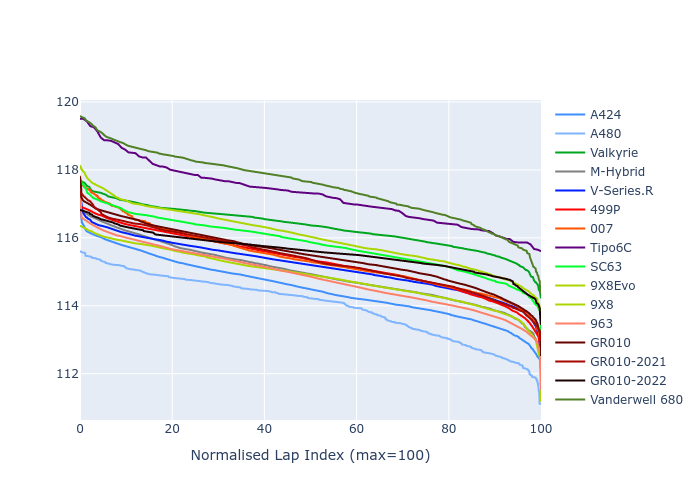 120
118
116
114
112
0 20 40 60 80 100
Normalised Lap Index (max=100)
A424
A480
Valkyrie
M-Hybrid
V-Series.R
499P
007
Tipo6C
SC63
9X8Evo
9X8
963
GR010
GR010-2021
GR010-2022
Vanderwell 680